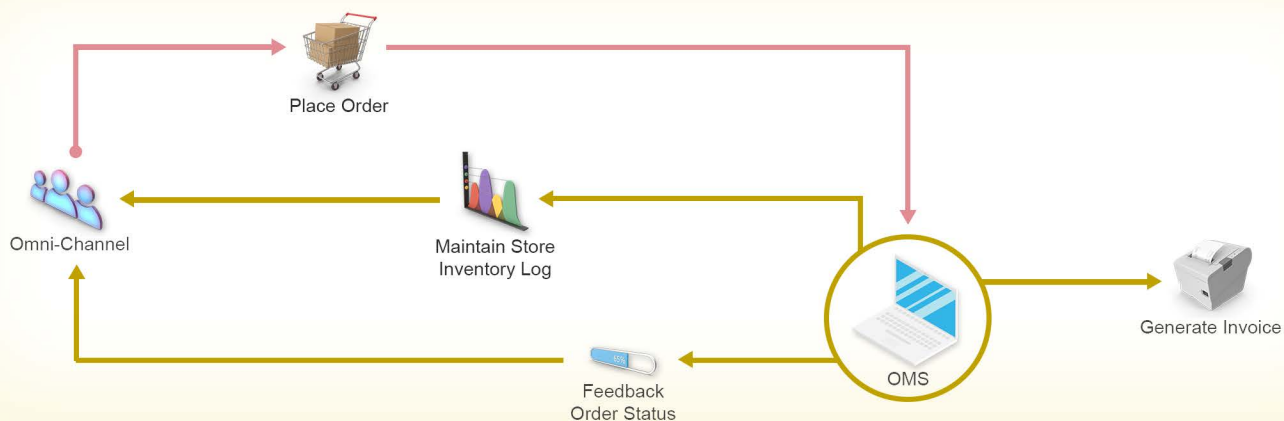 Place Order
Omni-Channel
Maintain Store
Inventory Log
Generate Invoice
OMS
Feedback
Order Status